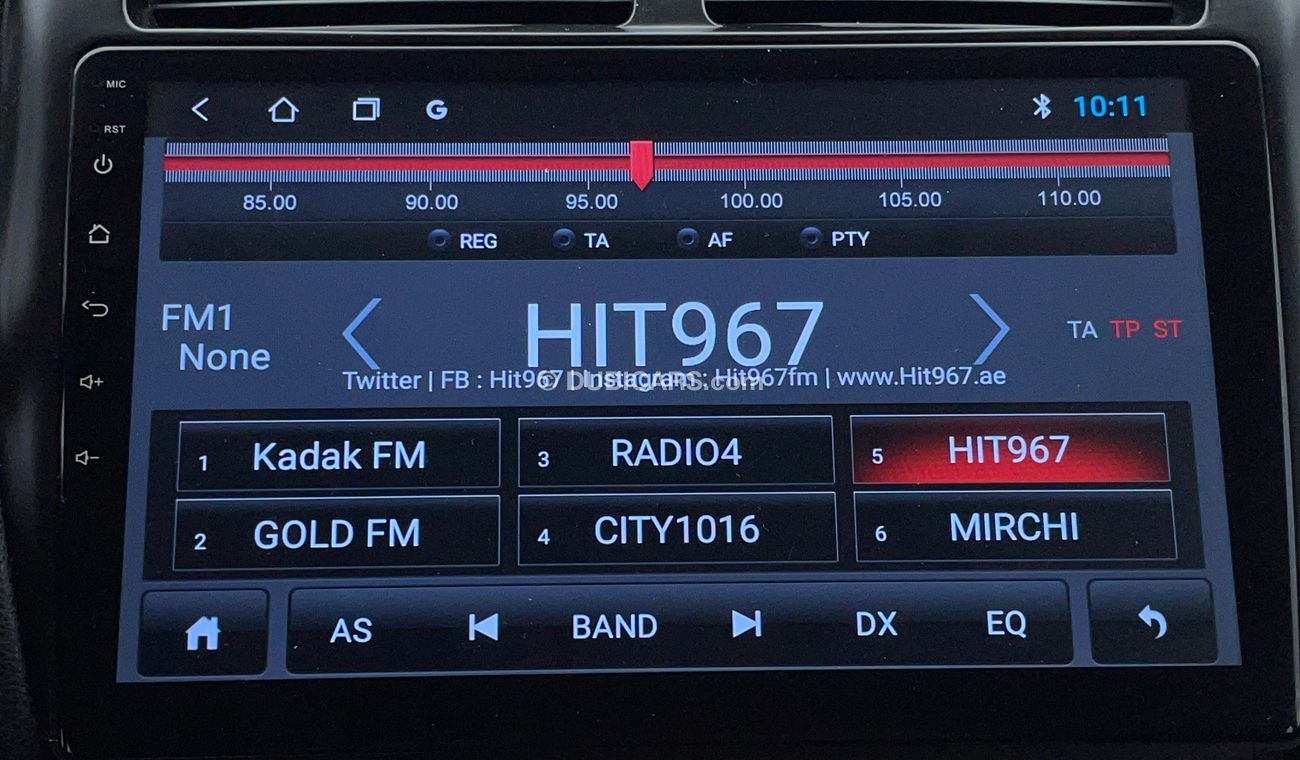 MIC
RST
G
10:11
85.00 90.00 95.00 100.00 105.00 110.00
REG TA AF PTY
FM1
None
HIT967
TA TP ST
Twitter | FB : Hit967 | Instagram : Hit967fm | www.Hit967.ae
© DUBICARS.com
1 Kadak FM 3 RADIO4 5 HIT967
2 GOLD FM 4 CITY1016 6 MIRCHI
AS BAND DX EQ